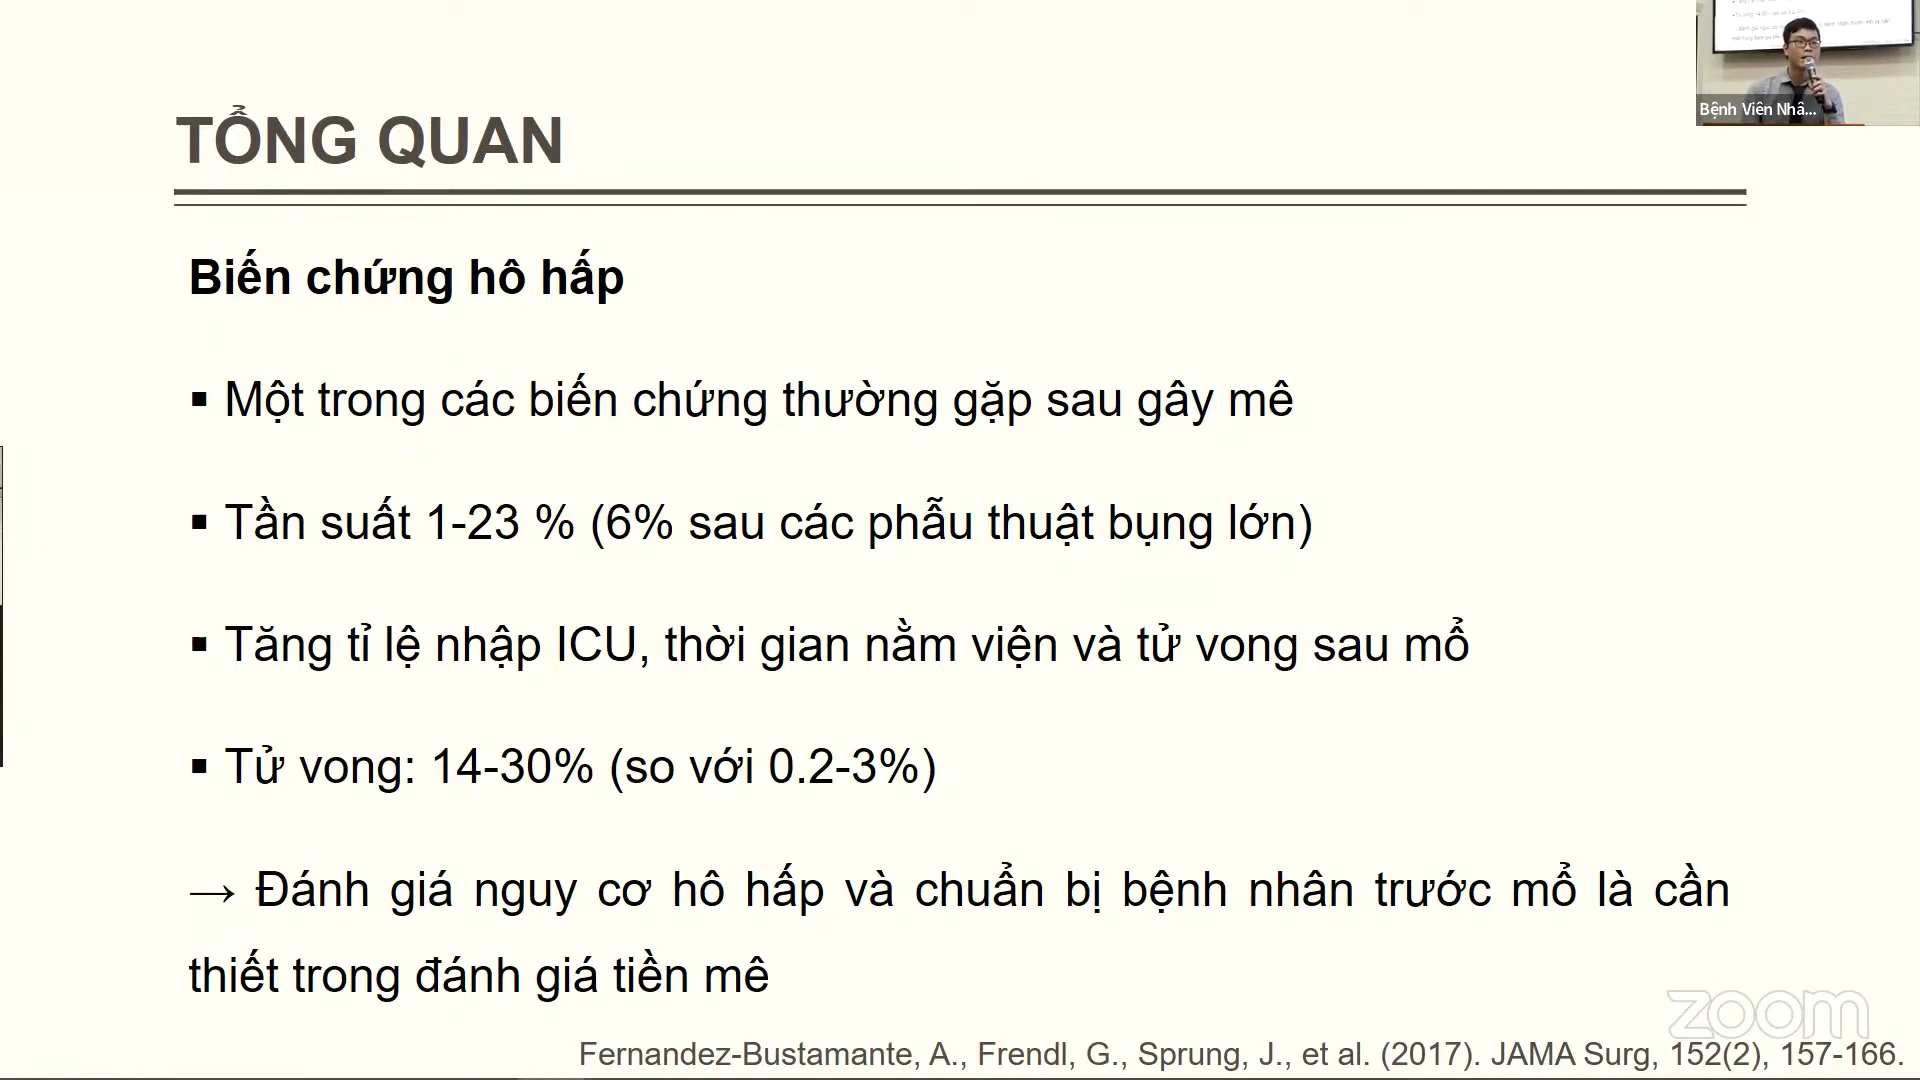 Bệnh Viên Nhâ...
TỔNG QUAN
Biến chứng hô hấp
▪ Một trong các biến chứng thường gặp sau gây mê
▪ Tần suất 1-23 % (6% sau các phẫu thuật bụng lớn)
▪ Tăng tỉ lệ nhập ICU, thời gian nằm viện và tử vong sau mổ
▪ Tử vong: 14-30% (so với 0.2-3%)
→ Đánh giá nguy cơ hô hấp và chuẩn bị bệnh nhân trước mổ là cần
thiết trong đánh giá tiền mê
zoom
Fernandez-Bustamante, A., Frendl, G., Sprung, J., et al. (2017). JAMA Surg, 152(2), 157-166.